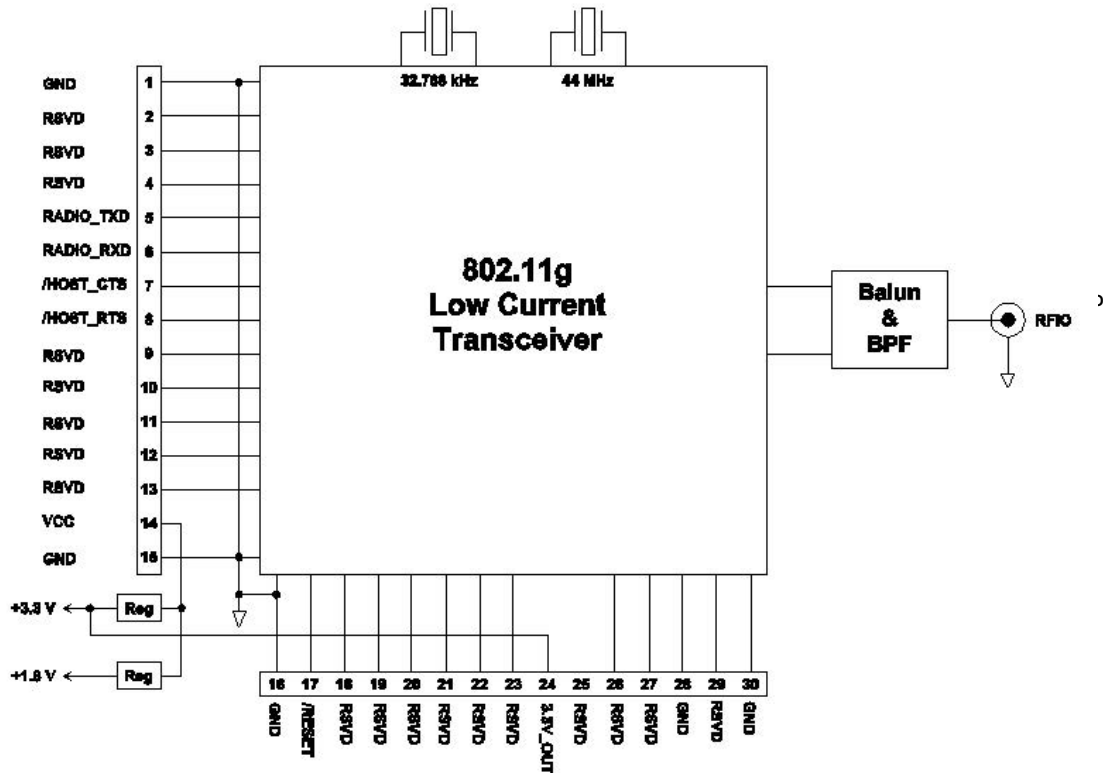 32.768 kHz
44 MHz
GND 1
RSVD 2
RSVD 3
RSVD 4
RADIO_TXD 5
RADIO_RXD 6
/HOST_CTS 7
/HOST_RTS 8
RSVD 9
RSVD 10
RSVD 11
RSVD 12
RSVD 13
VCC 14
GND 15
802.11g
Low Current
Transceiver
Balun
&
BPF
RFIO
+3.3 V
Reg
+1.8 V
Reg
16 17 18 19 20 21 22 23 24 25 26 27 28 29 30
GND
/RESET
RSVD
RSVD
RSVD
RSVD
RSVD
RSVD
3.3V_OUT
RSVD
RSVD
RSVD
GND
RSVD
GND